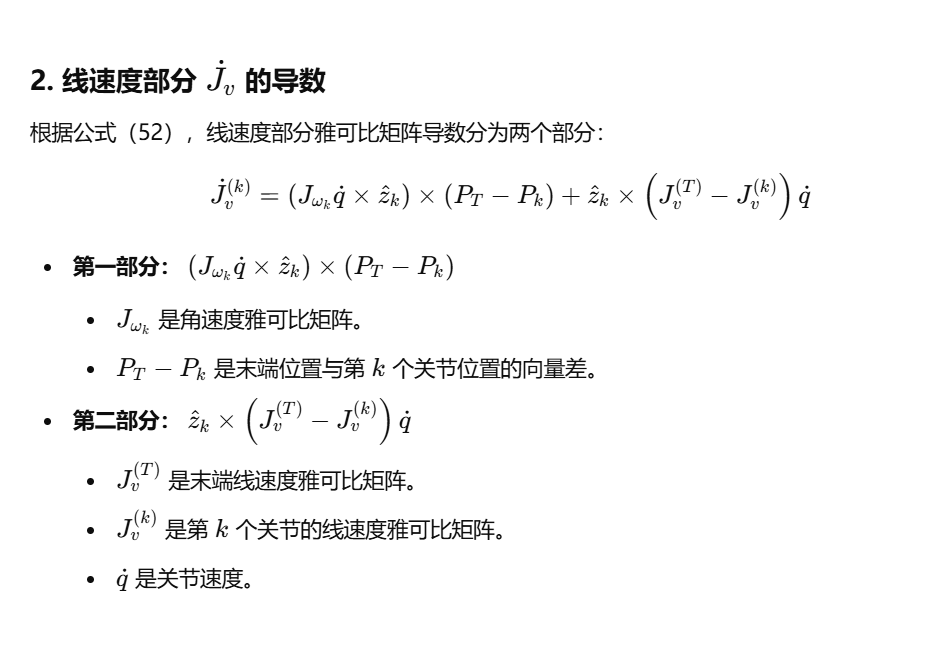 2. 线速度部分 $\dot{J}_v$ 的导数
根据公式（52），线速度部分雅可比矩阵导数分为两个部分：
$\dot{J}_v^{(k)} = (J_{\omega_k}\dot{q} \times \hat{z}_k) \times (P_T - P_k) + \hat{z}_k \times \left(J_v^{(T)} - J_v^{(k)}\right)\dot{q}$
• 第一部分： $(J_{\omega_k}\dot{q} \times \hat{z}_k) \times (P_T - P_k)$
• $J_{\omega_k}$ 是角速度雅可比矩阵。
• $P_T - P_k$ 是末端位置与第 $k$ 个关节位置的向量差。
• 第二部分： $\hat{z}_k \times \left(J_v^{(T)} - J_v^{(k)}\right)\dot{q}$
• $J_v^{(T)}$ 是末端线速度雅可比矩阵。
• $J_v^{(k)}$ 是第 $k$ 个关节的线速度雅可比矩阵。
• $\dot{q}$ 是关节速度。